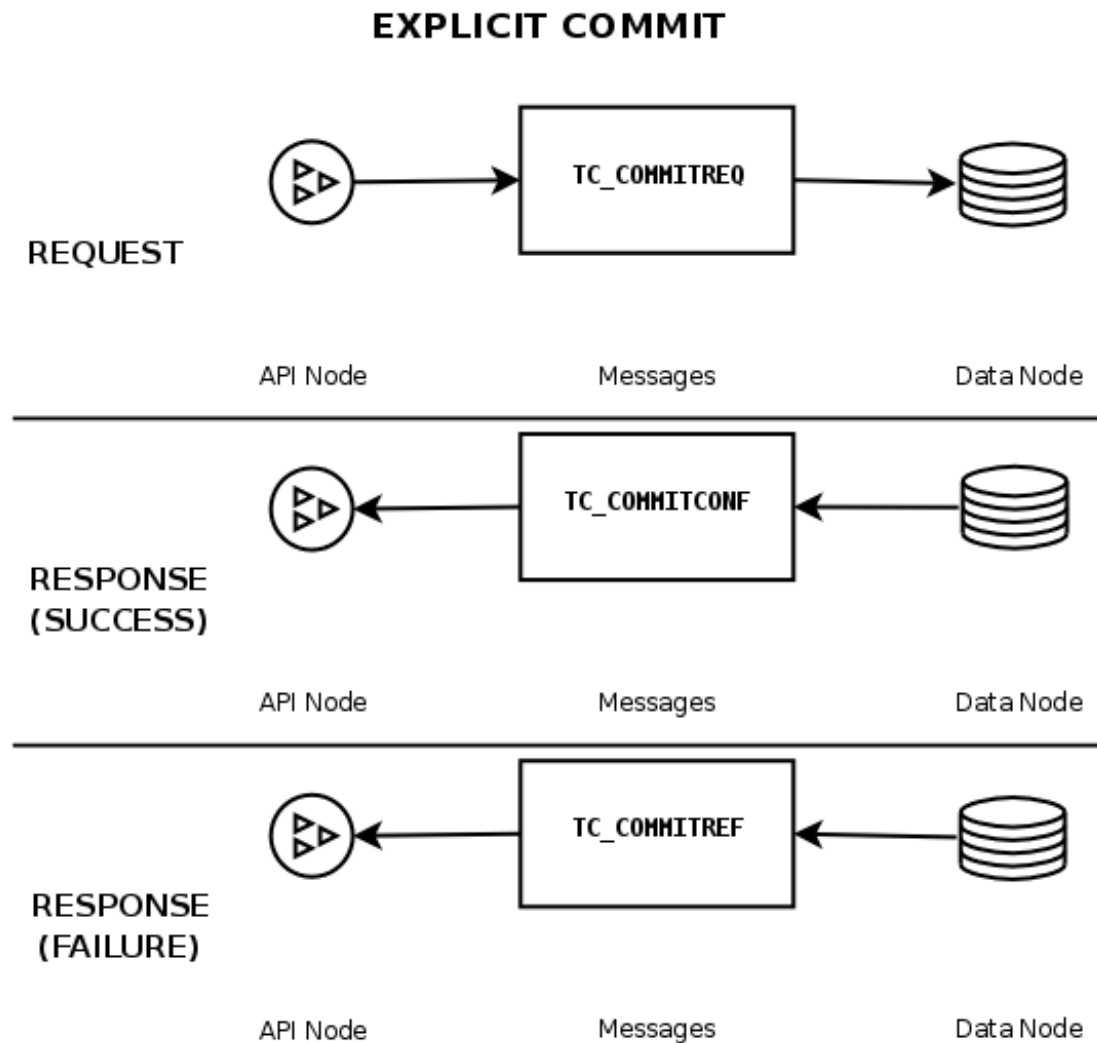 EXPLICIT COMMIT
TC_COMMITREQ
REQUEST
API Node Messages Data Node
TC_COMMITCONF
RESPONSE
(SUCCESS)
API Node Messages Data Node
TC_COMMITREF
RESPONSE
(FAILURE)
API Node Messages Data Node